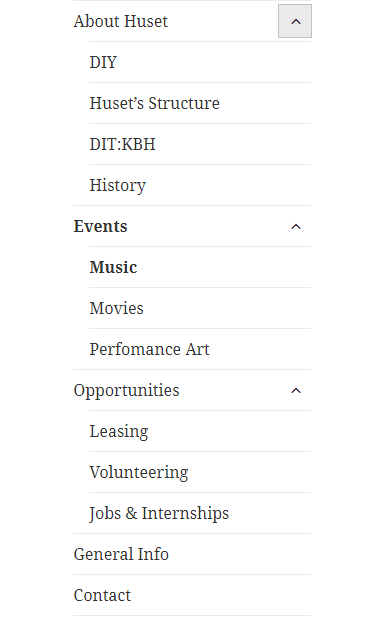 About Huset
DIY
Huset’s Structure
DIT:KBH
History
Events
Music
Movies
Perfomance Art
Opportunities
Leasing
Volunteering
Jobs & Internships
General Info
Contact